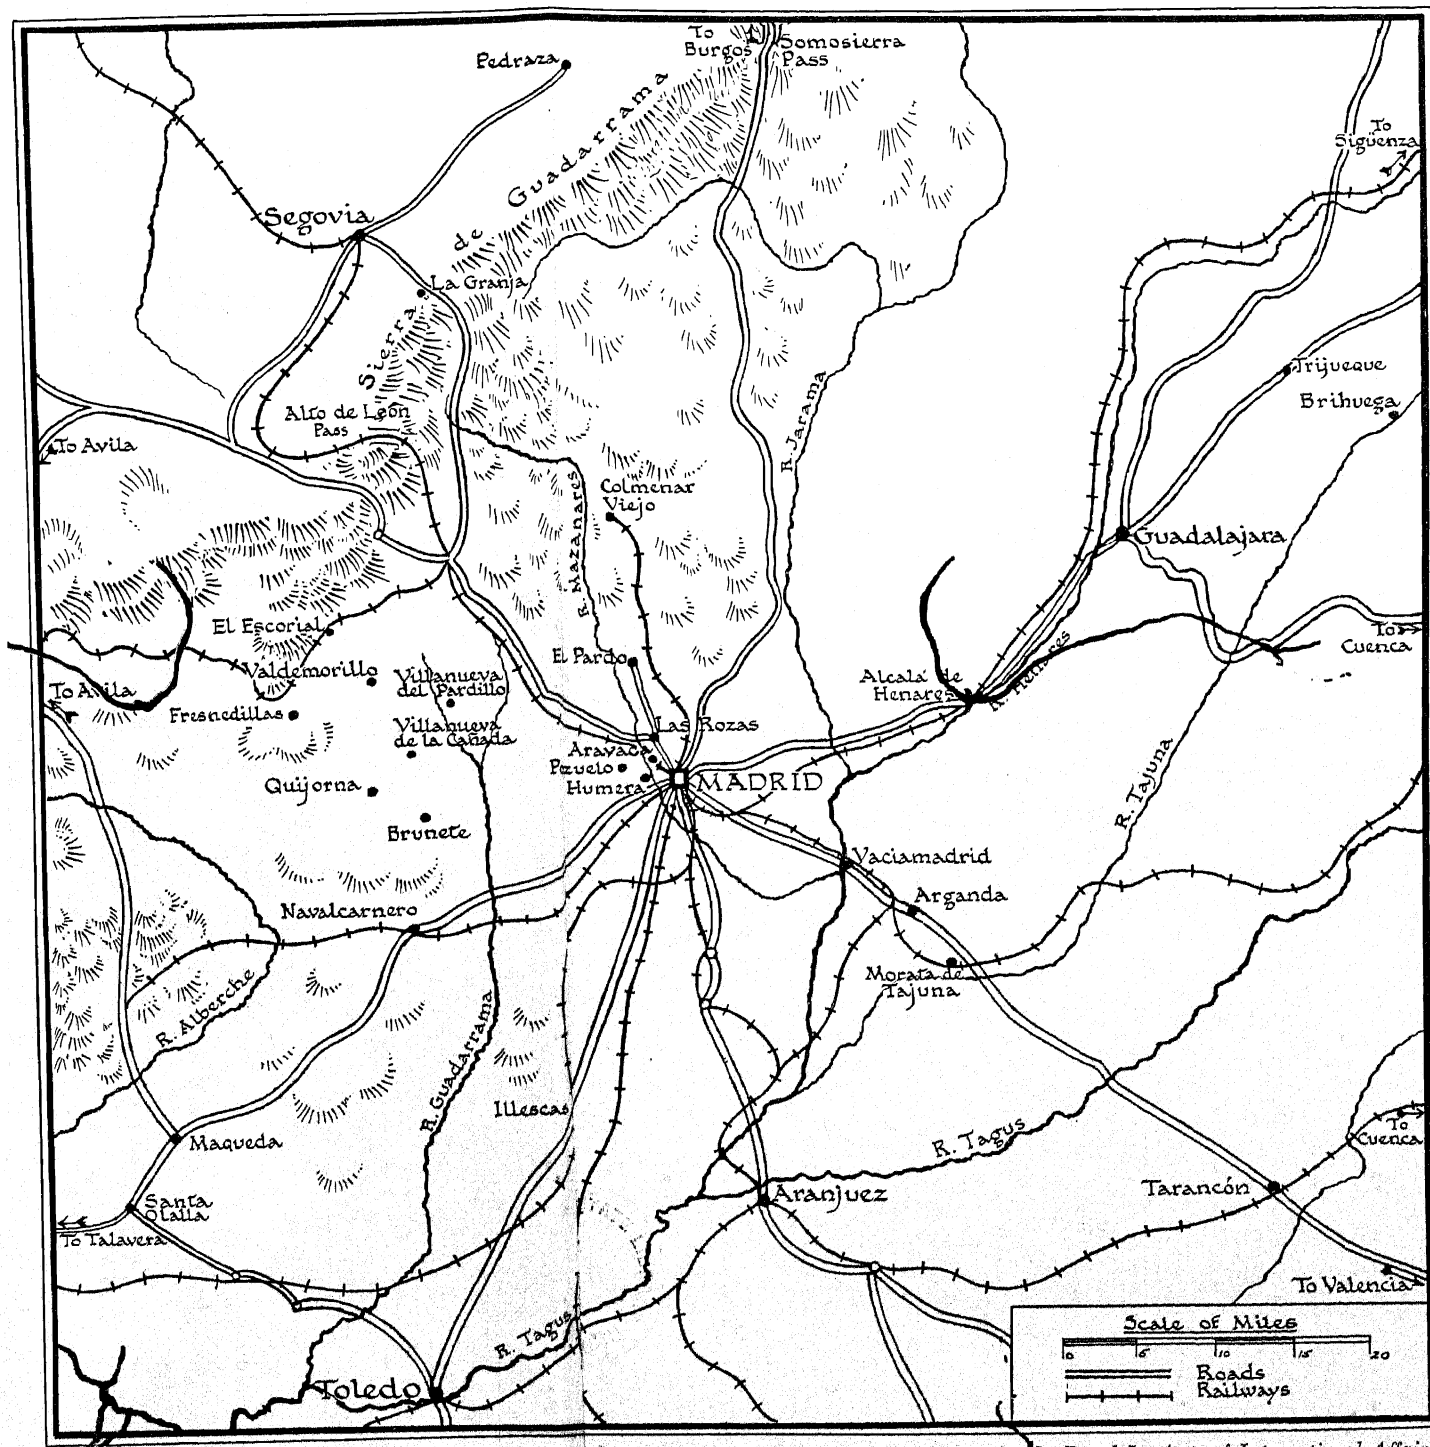 To
Burgos
Somosierra
Pass
Pedraza
To
Sigüenza
Sierra de Guadarrama
Segovia
La Granja
Trijueque
Brihuega
R. Jarama
Alto de León
Pass
To Avila
Colmenar
Viejo
R. Mazanares
Guadalajara
El Escorial
To
Cuenca
El Pardo
Valdemorillo
Villanueva
del Pardillo
Alcalá de
Henares
R. Henares
To Avila
Fresnedillas
Villanueva
de la Cañada
Las Rozas
Aravaca
Pozuelo
Humera
MADRID
Quijorna
Brunete
R. Tajuna
Vaciamadrid
Arganda
Navalcarnero
Morata de
Tajuna
R. Alberche
R. Guadarrama
Illescas
Maqueda
R. Tagus
To
Cuenca
Aranjuez
Tarancón
Santa
Olalla
To Talavera
To Valencia
R. Tagus
Toledo
Scale of Miles
0 5 10 15 20
Roads
Railways